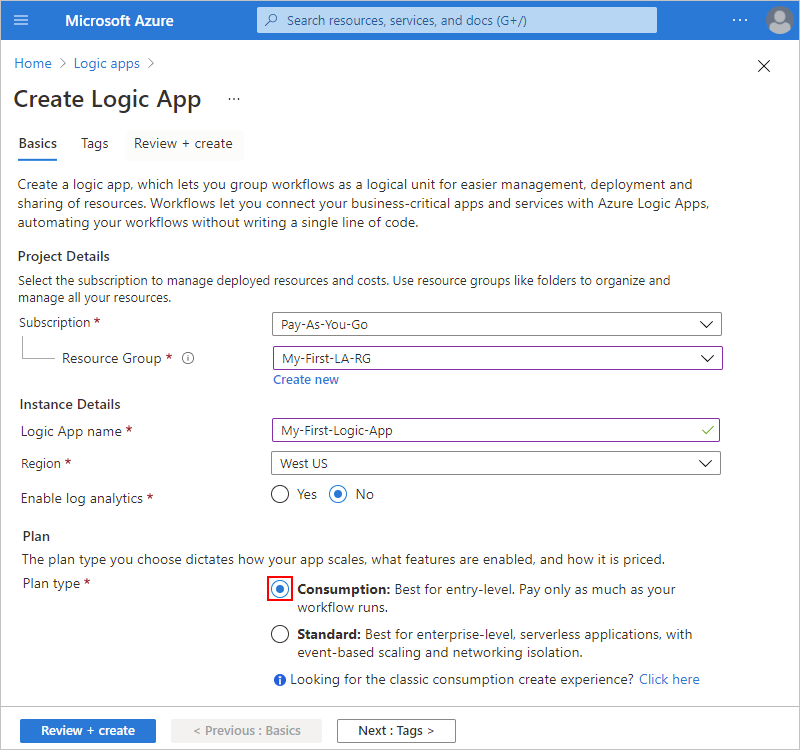 Microsoft Azure
Search resources, services, and docs (G+/)
...
Home > Logic apps >
Create Logic App ...
Basics Tags Review + create
Create a logic app, which lets you group workflows as a logical unit for easier management, deployment and
sharing of resources. Workflows let you connect your business-critical apps and services with Azure Logic Apps,
automating your workflows without writing a single line of code.
Project Details
Select the subscription to manage deployed resources and costs. Use resource groups like folders to organize and
manage all your resources.
Subscription * Pay-As-You-Go
Resource Group * My-First-LA-RG
Create new
Instance Details
Logic App name * My-First-Logic-App
Region * West US
Enable log analytics * Yes No
Plan
The plan type you choose dictates how your app scales, what features are enabled, and how it is priced.
Plan type * Consumption: Best for entry-level. Pay only as much as your
workflow runs.
Standard: Best for enterprise-level, serverless applications, with
event-based scaling and networking isolation.
Looking for the classic consumption create experience? Click here
Review + create < Previous : Basics Next : Tags >